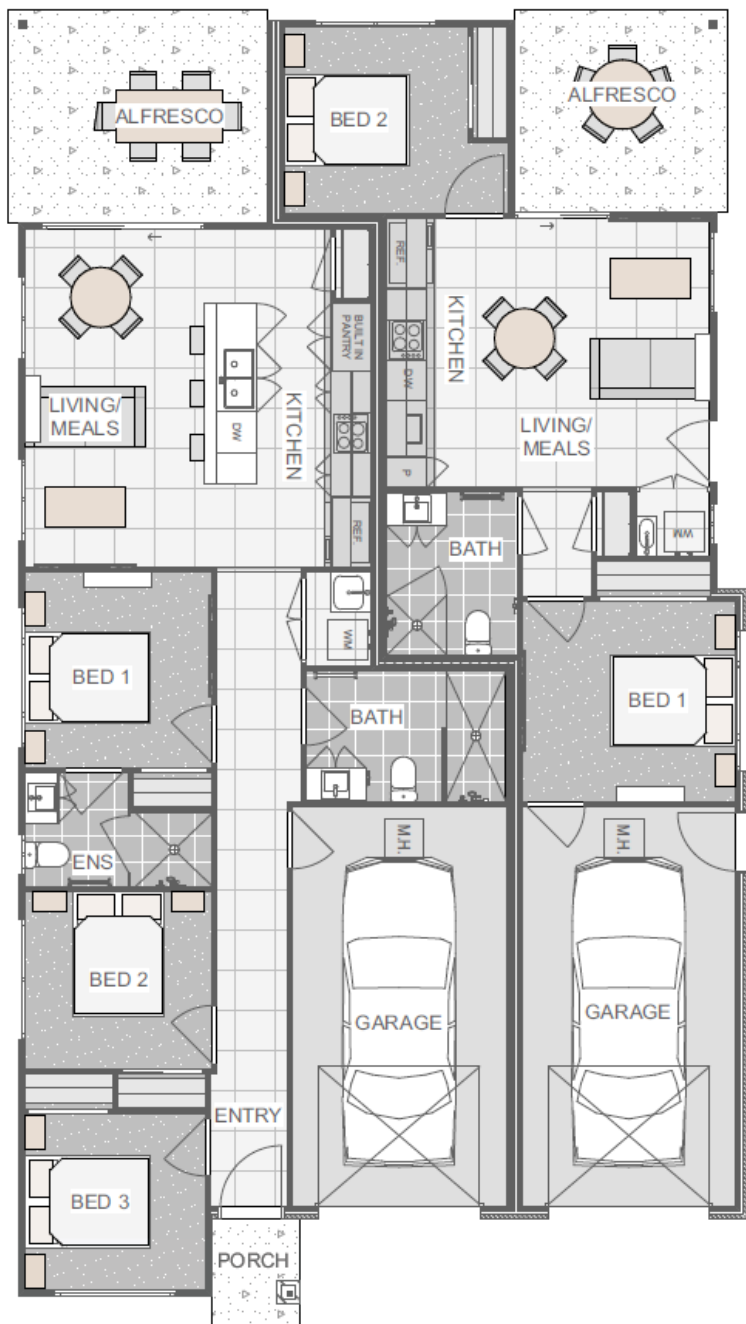 ALFRESCO
BED 2
ALFRESCO
REF.
KITCHEN
BUILT IN
PANTRY
DW
LIVING/
MEALS
DW
KITCHEN
LIVING/
MEALS
P
REF.
WM
BATH
WM
BED 1
BATH
BED 1
ENS
M.H.
M.H.
BED 2
GARAGE
GARAGE
ENTRY
BED 3
PORCH